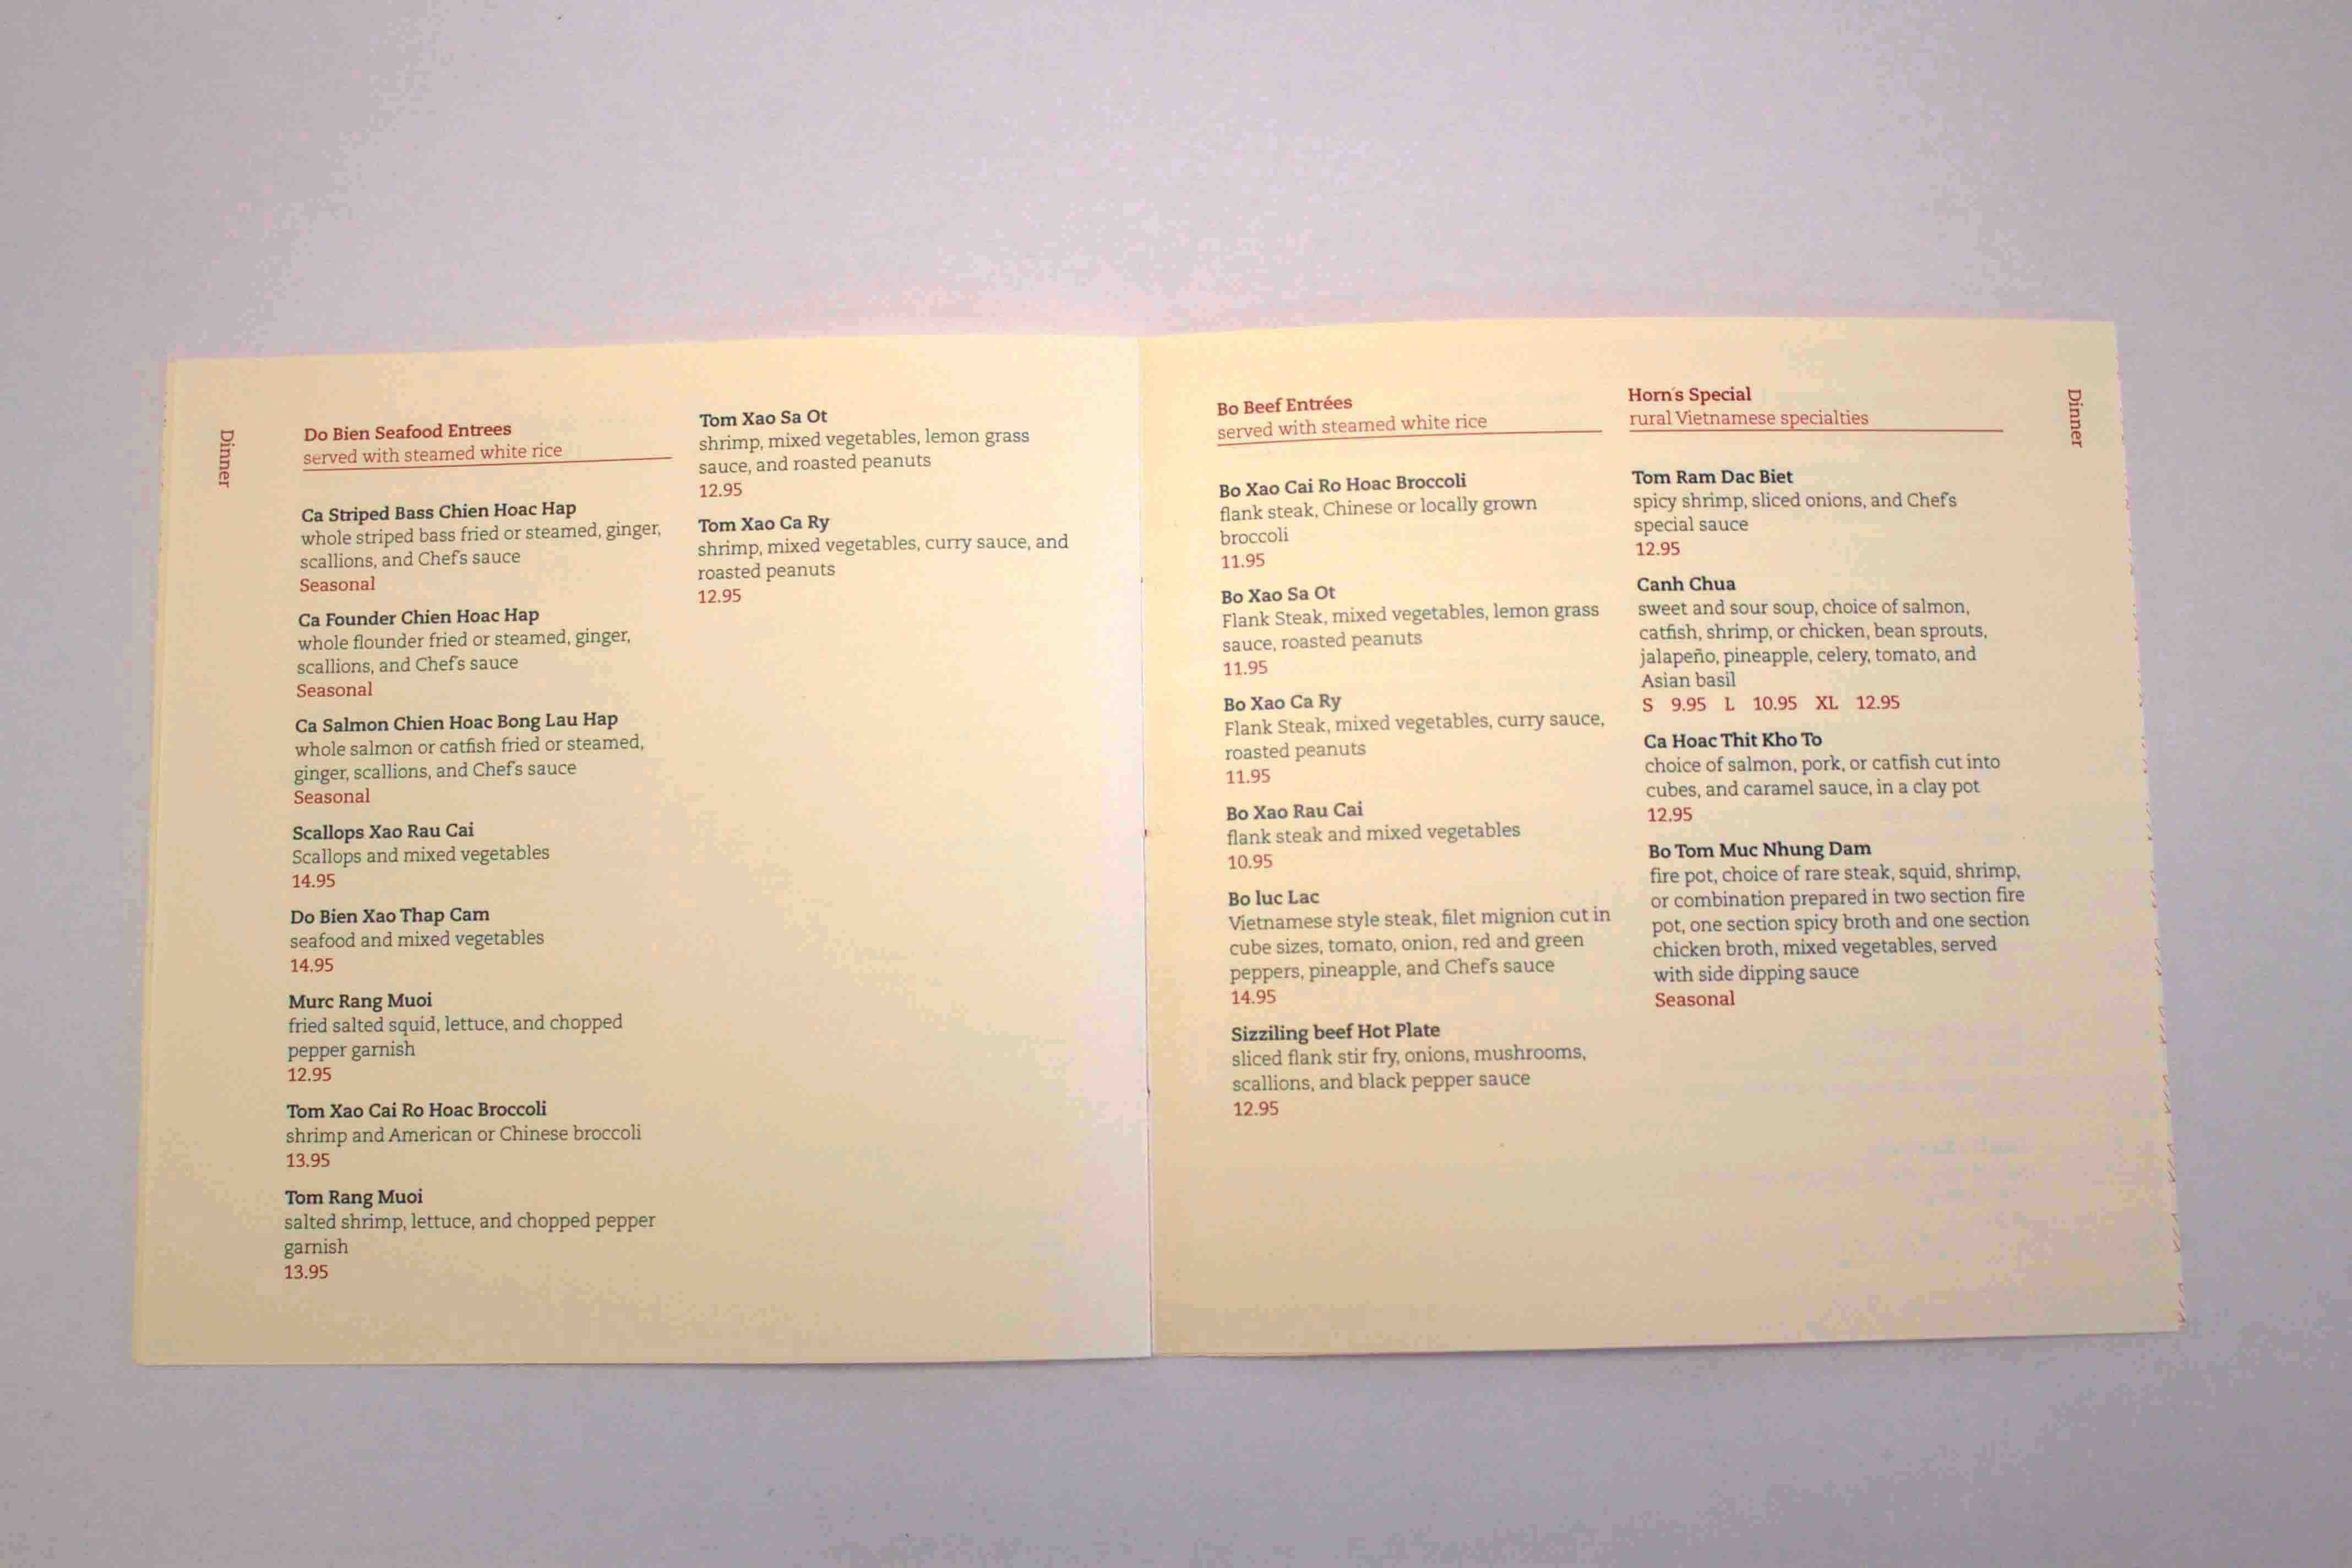 Dinner
Do Bien Seafood Entrees
served with steamed white rice
Ca Striped Bass Chien Hoac Hap
whole striped bass fried or steamed, ginger,
scallions, and Chef's sauce
Seasonal
Ca Founder Chien Hoac Hap
whole flounder fried or steamed, ginger,
scallions, and Chef's sauce
Seasonal
Ca Salmon Chien Hoac Bong Lau Hap
whole salmon or catfish fried or steamed,
ginger, scallions, and Chef's sauce
Seasonal
Scallops Xao Rau Cai
Scallops and mixed vegetables
14.95
Do Bien Xao Thap Cam
seafood and mixed vegetables
14.95
Murc Rang Muoi
fried salted squid, lettuce, and chopped
pepper garnish
12.95
Tom Xao Cai Ro Hoac Broccoli
shrimp and American or Chinese broccoli
13.95
Tom Rang Muoi
salted shrimp, lettuce, and chopped pepper
garnish
13.95
Tom Xao Sa Ot
shrimp, mixed vegetables, lemon grass
sauce, and roasted peanuts
12.95
Tom Xao Ca Ry
shrimp, mixed vegetables, curry sauce, and
roasted peanuts
12.95
Bo Beef Entrées
served with steamed white rice
Bo Xao Cai Ro Hoac Broccoli
flank steak, Chinese or locally grown
broccoli
11.95
Bo Xao Sa Ot
Flank Steak, mixed vegetables, lemon grass
sauce, roasted peanuts
11.95
Bo Xao Ca Ry
Flank Steak, mixed vegetables, curry sauce,
roasted peanuts
11.95
Bo Xao Rau Cai
flank steak and mixed vegetables
10.95
Bo luc Lac
Vietnamese style steak, filet mignion cut in
cube sizes, tomato, onion, red and green
peppers, pineapple, and Chef's sauce
14.95
Sizziling beef Hot Plate
sliced flank stir fry, onions, mushrooms,
scallions, and black pepper sauce
12.95
Horn's Special
rural Vietnamese specialties
Tom Ram Dac Biet
spicy shrimp, sliced onions, and Chef's
special sauce
12.95
Canh Chua
sweet and sour soup, choice of salmon,
catfish, shrimp, or chicken, bean sprouts,
jalapeño, pineapple, celery, tomato, and
Asian basil
S 9.95 L 10.95 XL 12.95
Ca Hoac Thit Kho To
choice of salmon, pork, or catfish cut into
cubes, and caramel sauce, in a clay pot
12.95
Bo Tom Muc Nhung Dam
fire pot, choice of rare steak, squid, shrimp,
or combination prepared in two section fire
pot, one section spicy broth and one section
chicken broth, mixed vegetables, served
with side dipping sauce
Seasonal
Dinner